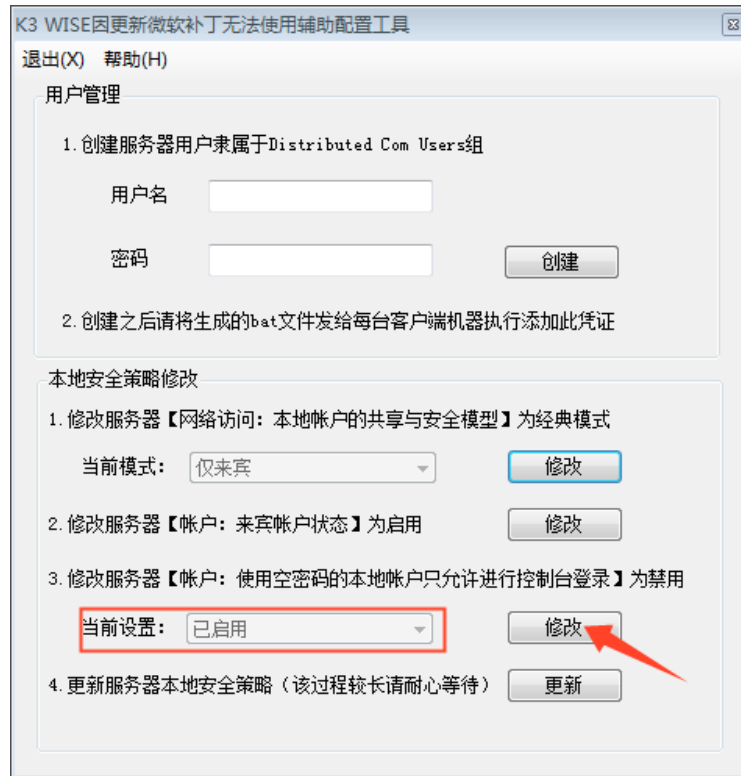 K3 WISE因更新微软补丁无法使用辅助配置工具
退出(X) 帮助(H)
用户管理
1.创建服务器用户隶属于Distributed Com Users组
用户名
密码
创建
2.创建之后请将生成的bat文件发给每台客户端机器执行添加此凭证
本地安全策略修改
1.修改服务器【网络访问：本地帐户的共享与安全模型】为经典模式
当前模式： 仅来宾 修改
2.修改服务器【帐户：来宾帐户状态】为启用 修改
3.修改服务器【帐户：使用空密码的本地帐户只允许进行控制台登录】为禁用
当前设置： 已启用 修改
4.更新服务器本地安全策略（该过程较长请耐心等待） 更新